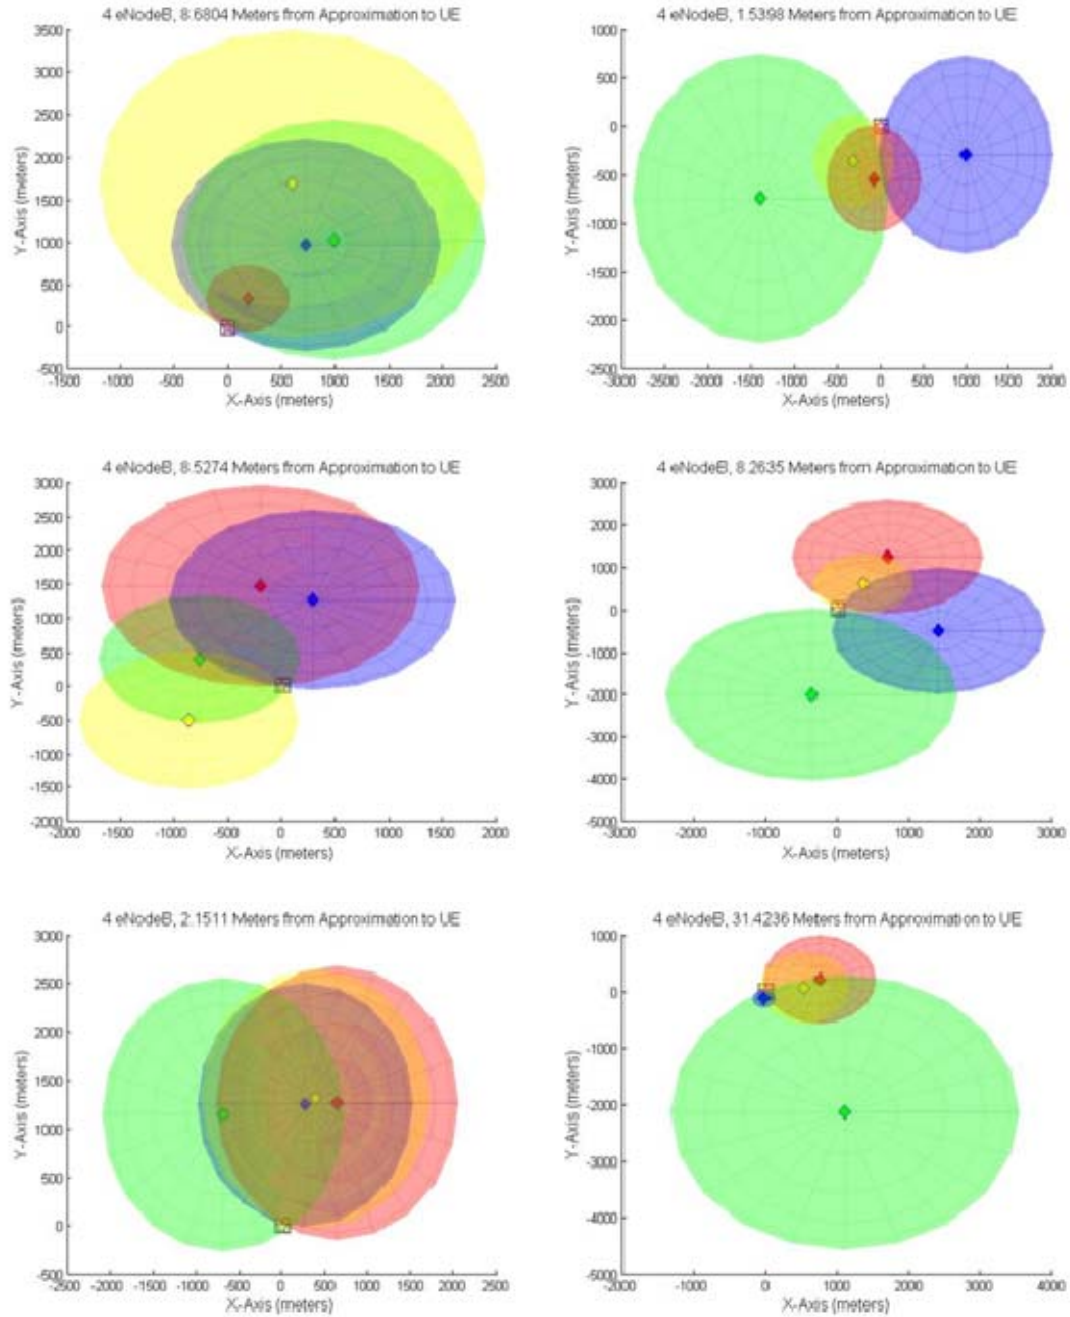 4 eNodeB, 8.6804 Meters from Approximation to UE
3500
3000
2500
2000
1500
1000
500
0
-500
Y-Axis (meters)
-1500 -1000 -500 0 500 1000 1500 2000 2500
X-Axis (meters)
4 eNodeB, 1.5398 Meters from Approximation to UE
1000
500
0
-500
-1000
-1500
-2000
-2500
Y-Axis (meters)
-3000 -2500 -2000 -1500 -1000 -500 0 500 1000 1500 2000
X-Axis (meters)
4 eNodeB, 8.5274 Meters from Approximation to UE
3000
2500
2000
1500
1000
500
0
-500
-1000
-1500
-2000
Y-Axis (meters)
-2000 -1500 -1000 -500 0 500 1000 1500 2000
X-Axis (meters)
4 eNodeB, 8.2635 Meters from Approximation to UE
3000
2000
1000
0
-1000
-2000
-3000
-4000
-5000
Y-Axis (meters)
-3000 -2000 -1000 0 1000 2000 3000
X-Axis (meters)
4 eNodeB, 2.1511 Meters from Approximation to UE
3000
2500
2000
1500
1000
500
0
-500
Y-Axis (meters)
-2500 -2000 -1500 -1000 -500 0 500 1000 1500 2000 2500
X-Axis (meters)
4 eNodeB, 31.4236 Meters from Approximation to UE
1000
0
-1000
-2000
-3000
-4000
-5000
Y-Axis (meters)
-2000 -1000 0 1000 2000 3000 4000
X-Axis (meters)